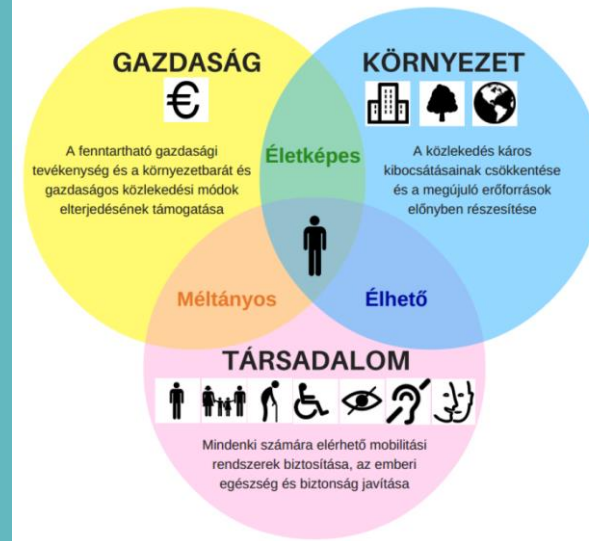 GAZDASÁG
€
A fenntartható gazdasági
tevékenység és a környezetbarát és
gazdaságos közlekedési módok
elterjedésének támogatása
KÖRNYEZET
A közlekedés káros
kibocsátásainak csökkentése
és a megújuló erőforrások
előnyben részesítése
Életképes
Méltányos
Élhető
TÁRSADALOM
Mindenki számára elérhető mobilitási
rendszerek biztosítása, az emberi
egészség és biztonság javítása